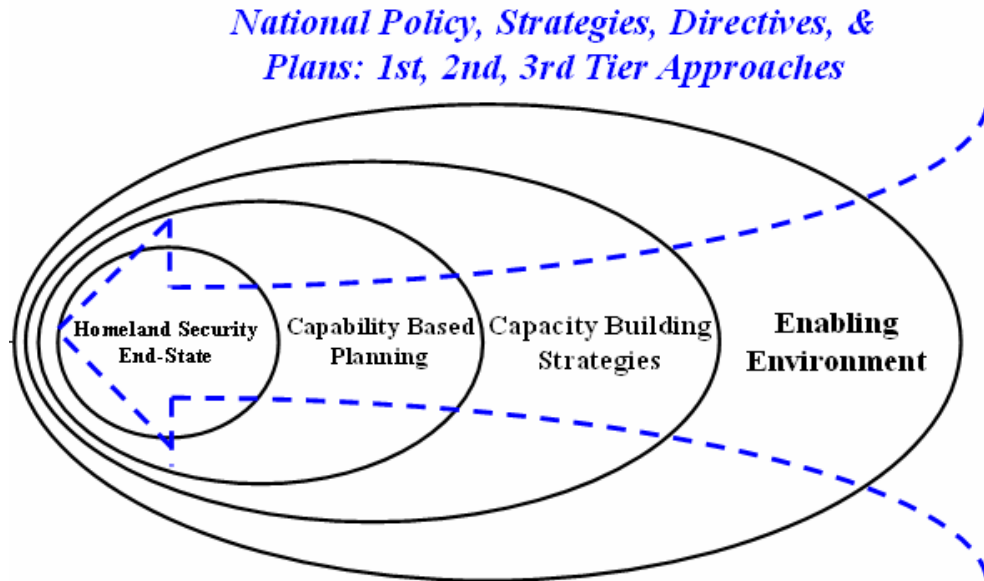 National Policy, Strategies, Directives, &
Plans: 1st, 2nd, 3rd Tier Approaches
Homeland Security
End-State
Capability Based
Planning
Capacity Building
Strategies
Enabling
Environment